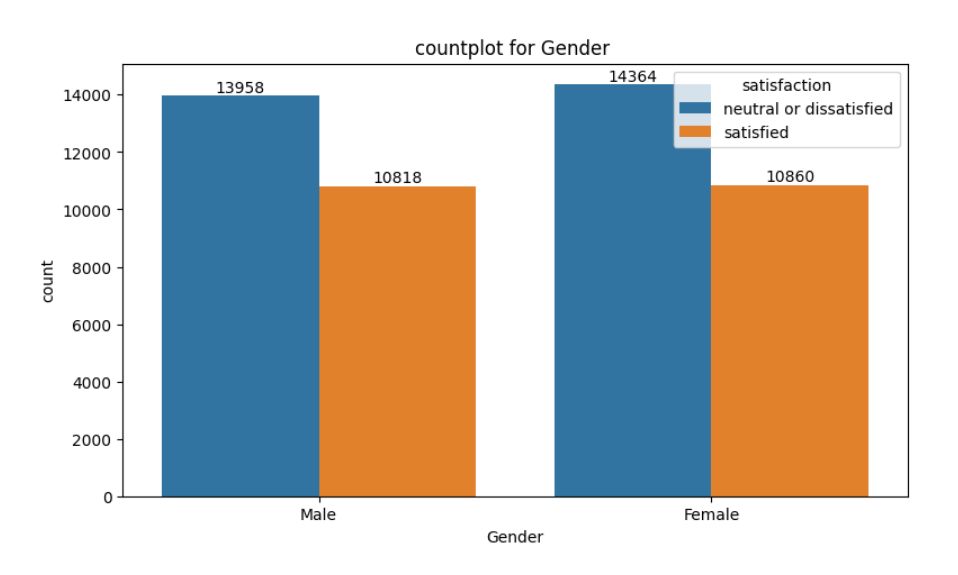 countplot for Gender
13958
14364
satisfaction
neutral or dissatisfied
satisfied
10818
10860
14000
12000
10000
8000
6000
4000
2000
0
count
Male
Female
Gender